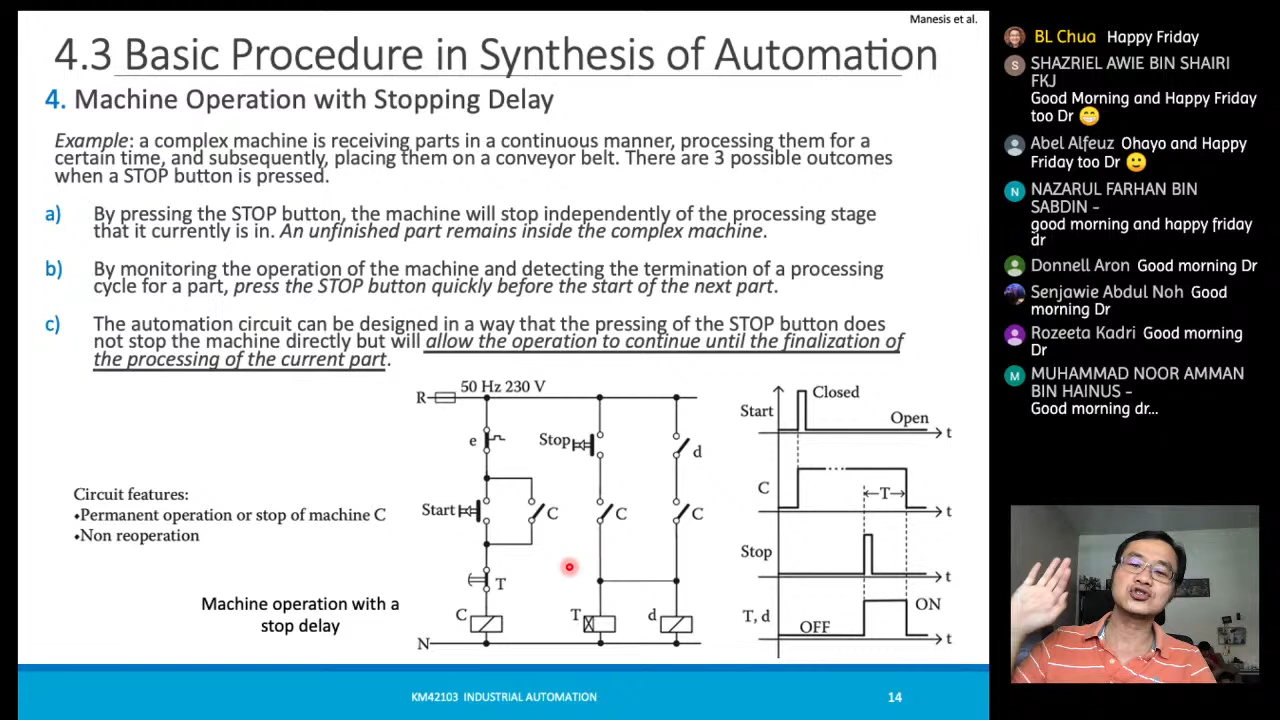 Manesis et al.
4.3 Basic Procedure in Synthesis of Automation
4. Machine Operation with Stopping Delay
Example: a complex machine is receiving parts in a continuous manner, processing them for a
certain time, and subsequently, placing them on a conveyor belt. There are 3 possible outcomes
when a STOP button is pressed.
a) By pressing the STOP button, the machine will stop independently of the processing stage
that it currently is in. An unfinished part remains inside the complex machine.
b) By monitoring the operation of the machine and detecting the termination of a processing
cycle for a part, press the STOP button quickly before the start of the next part.
c) The automation circuit can be designed in a way that the pressing of the STOP button does
not stop the machine directly but will allow the operation to continue until the finalization of
the processing of the current part.
Circuit features:
•Permanent operation or stop of machine C
•Non reoperation
Machine operation with a
stop delay
R
50 Hz 230 V
e
Stop
d
Start
C
C
C
T
C
T
d
N
Start
Closed
Open
t
C
T
t
Stop
t
T, d
OFF
ON
t
KM42103 INDUSTRIAL AUTOMATION
14
BL Chua Happy Friday
S
SHAZRIEL AWIE BIN SHAIRI
FKJ
Good Morning and Happy Friday
too Dr 😁
Abel Alfeuz Ohayo and Happy
Friday too Dr 🙂
N
NAZARUL FARHAN BIN
SABDIN -
good morning and happy friday
dr
Donnell Aron Good morning Dr
Senjawie Abdul Noh Good
morning Dr
Rozeeta Kadri Good morning
Dr
M
MUHAMMAD NOOR AMMAN
BIN HAINUS -
Good morning dr...